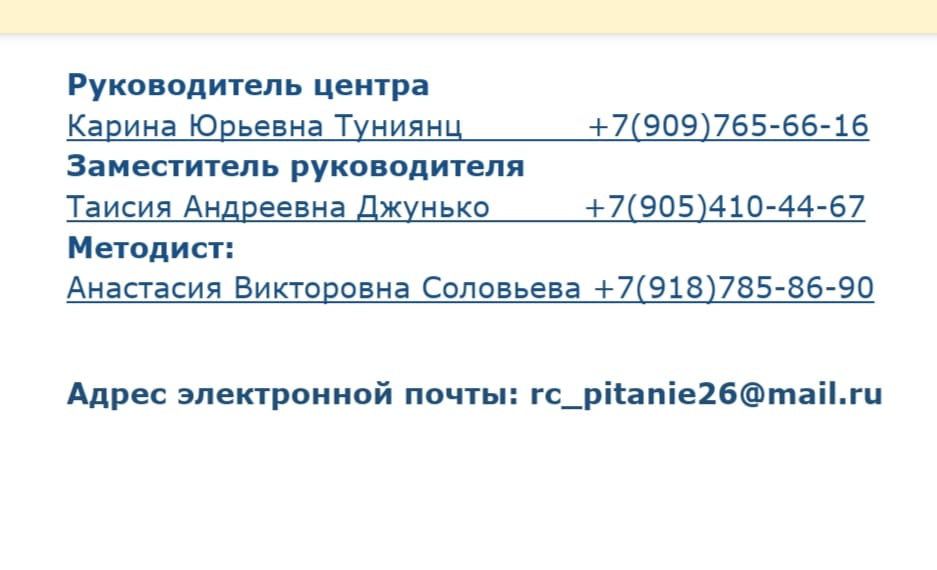 Руководитель центра
Карина Юрьевна Туниянц +7(909)765-66-16
Заместитель руководителя
Таисия Андреевна Джунько +7(905)410-44-67
Методист:
Анастасия Викторовна Соловьева +7(918)785-86-90
Адрес электронной почты: rc_pitanie26@mail.ru